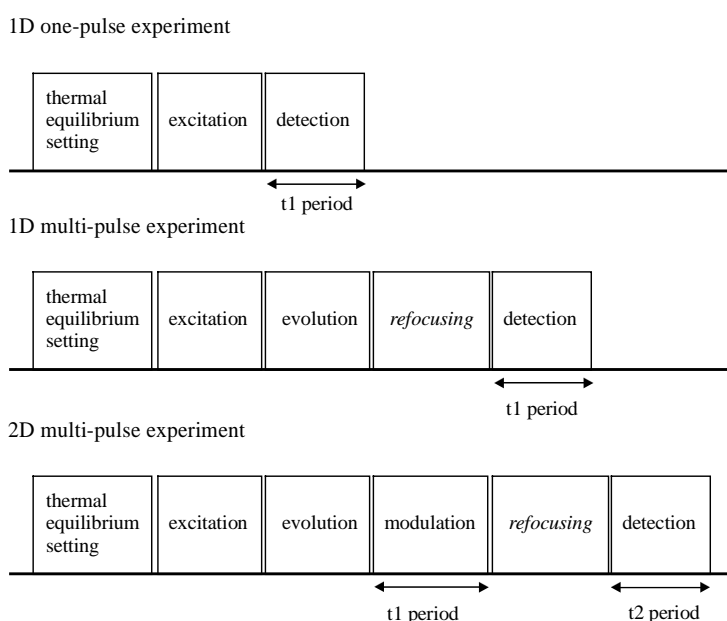 1D one-pulse experiment
thermal
equilibrium
setting
excitation
detection
t1 period
1D multi-pulse experiment
thermal
equilibrium
setting
excitation
evolution
refocusing
detection
t1 period
2D multi-pulse experiment
thermal
equilibrium
setting
excitation
evolution
modulation
refocusing
detection
t1 period
t2 period